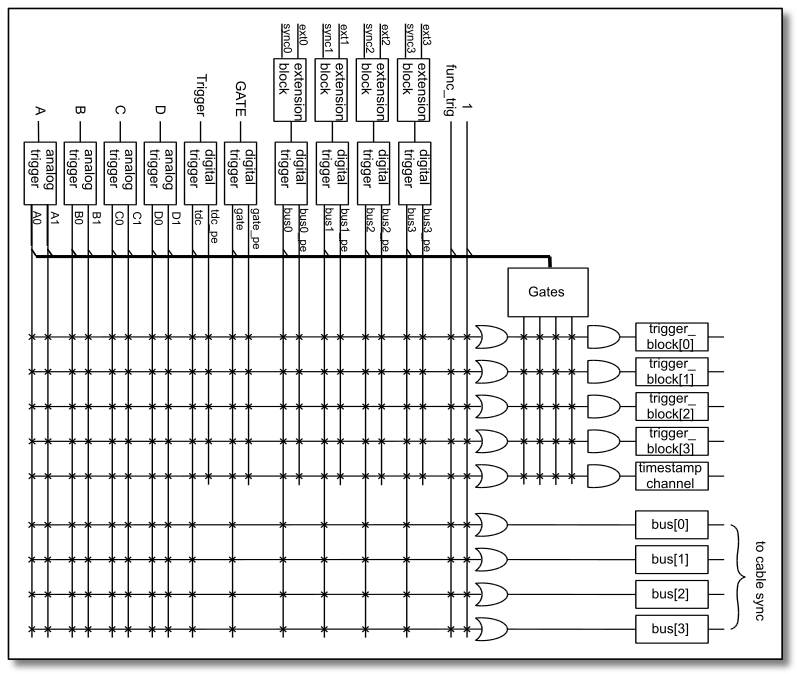 ext0
sync0
ext1
sync1
ext2
sync2
ext3
sync3
extension
block
extension
block
extension
block
extension
block
func_trig
1
A
B
C
D
Trigger
GATE
analog
trigger
analog
trigger
analog
trigger
analog
trigger
digital
trigger
digital
trigger
digital
trigger
digital
trigger
digital
trigger
digital
trigger
A0
A1
B0
B1
C0
C1
D0
D1
tdc
tdc_pe
gate
gate_pe
bus0
bus0_pe
bus1
bus1_pe
bus2
bus2_pe
bus3
bus3_pe
Gates
trigger_
block[0]
trigger_
block[1]
trigger_
block[2]
trigger_
block[3]
timestamp
channel
bus[0]
bus[1]
bus[2]
bus[3]
to cable sync